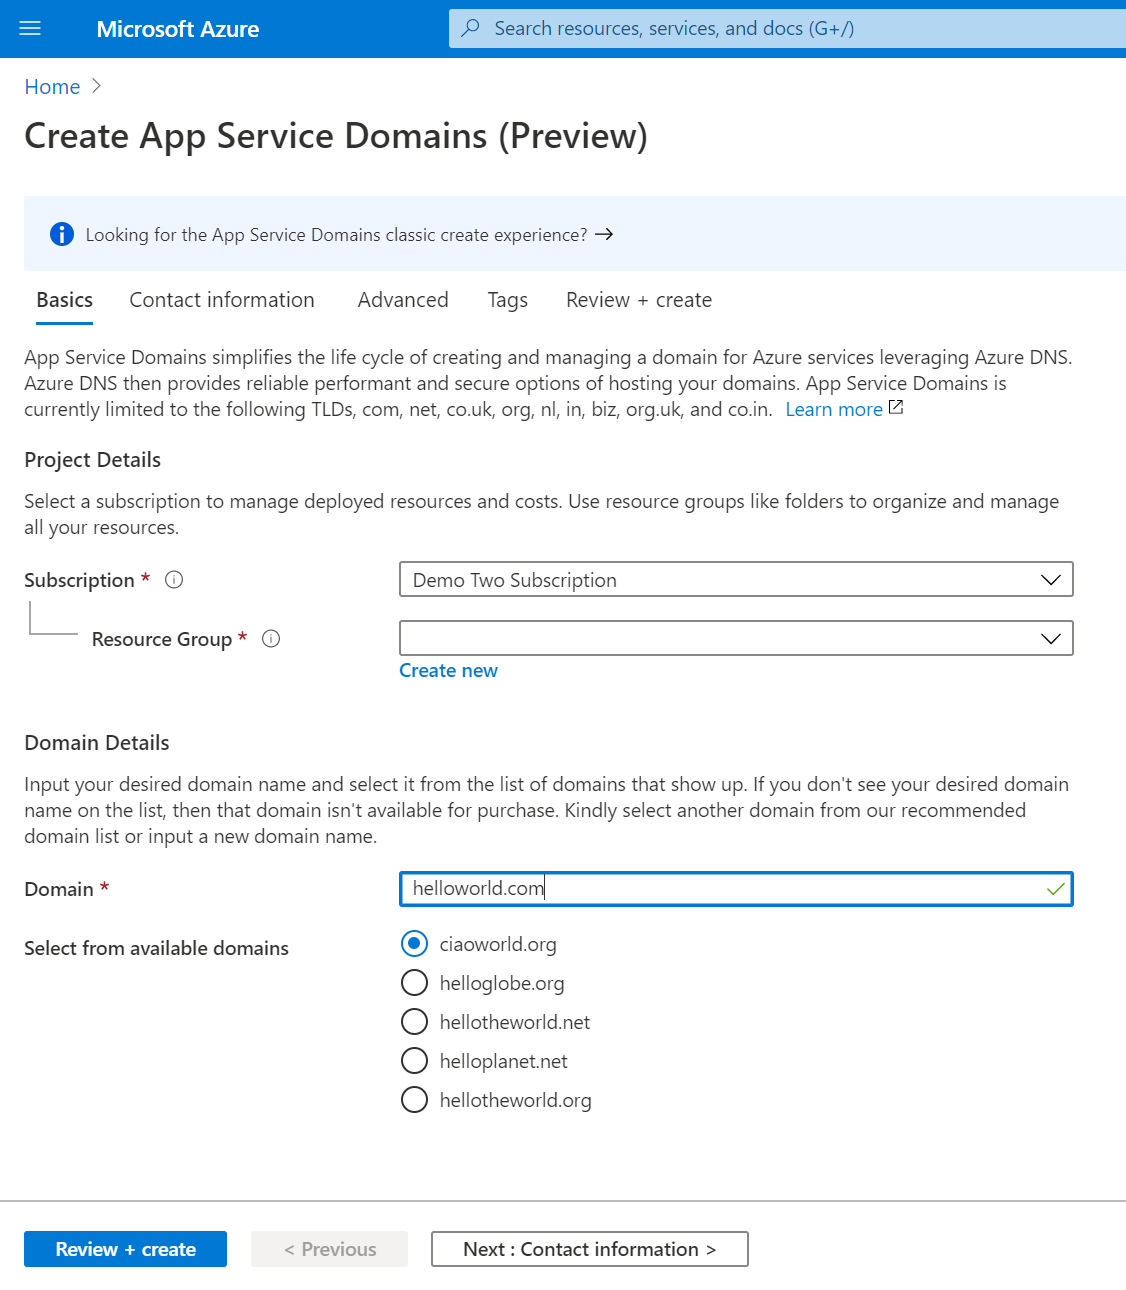 Microsoft Azure
Search resources, services, and docs (G+/)
Home >
Create App Service Domains (Preview)
Looking for the App Service Domains classic create experience? →
Basics Contact information Advanced Tags Review + create
App Service Domains simplifies the life cycle of creating and managing a domain for Azure services leveraging Azure DNS.
Azure DNS then provides reliable performant and secure options of hosting your domains. App Service Domains is
currently limited to the following TLDs, com, net, co.uk, org, nl, in, biz, org.uk, and co.in. Learn more
Project Details
Select a subscription to manage deployed resources and costs. Use resource groups like folders to organize and manage
all your resources.
Subscription * Demo Two Subscription
Resource Group *
Create new
Domain Details
Input your desired domain name and select it from the list of domains that show up. If you don't see your desired domain
name on the list, then that domain isn't available for purchase. Kindly select another domain from our recommended
domain list or input a new domain name.
Domain * helloworld.com
Select from available domains ciaoworld.org
helloglobe.org
hellotheworld.net
helloplanet.net
hellotheworld.org
Review + create < Previous Next : Contact information >